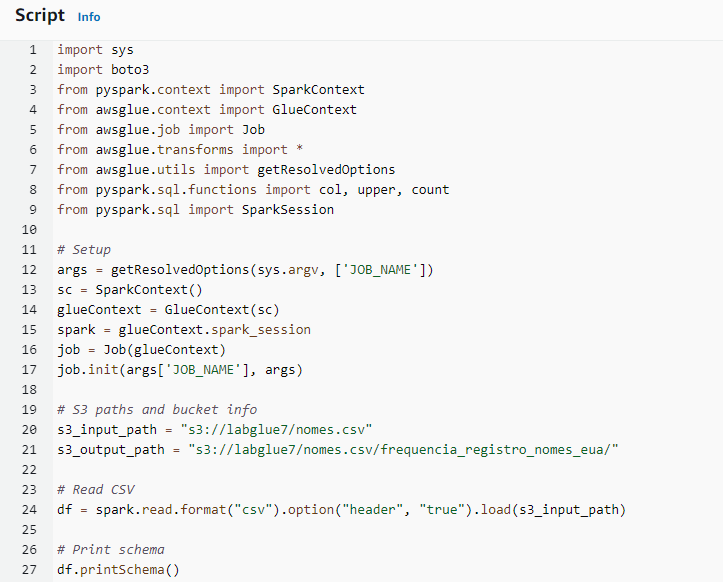 Script Info
1 import sys
2 import boto3
3 from pyspark.context import SparkContext
4 from awsglue.context import GlueContext
5 from awsglue.job import Job
6 from awsglue.transforms import *
7 from awsglue.utils import getResolvedOptions
8 from pyspark.sql.functions import col, upper, count
9 from pyspark.sql import SparkSession
10
11 # Setup
12 args = getResolvedOptions(sys.argv, ['JOB_NAME'])
13 sc = SparkContext()
14 glueContext = GlueContext(sc)
15 spark = glueContext.spark_session
16 job = Job(glueContext)
17 job.init(args['JOB_NAME'], args)
18
19 # S3 paths and bucket info
20 s3_input_path = "s3://labglue7/nomes.csv"
21 s3_output_path = "s3://labglue7/nomes.csv/frequencia_registro_nomes_eua/"
22
23 # Read CSV
24 df = spark.read.format("csv").option("header", "true").load(s3_input_path)
25
26 # Print schema
27 df.printSchema()